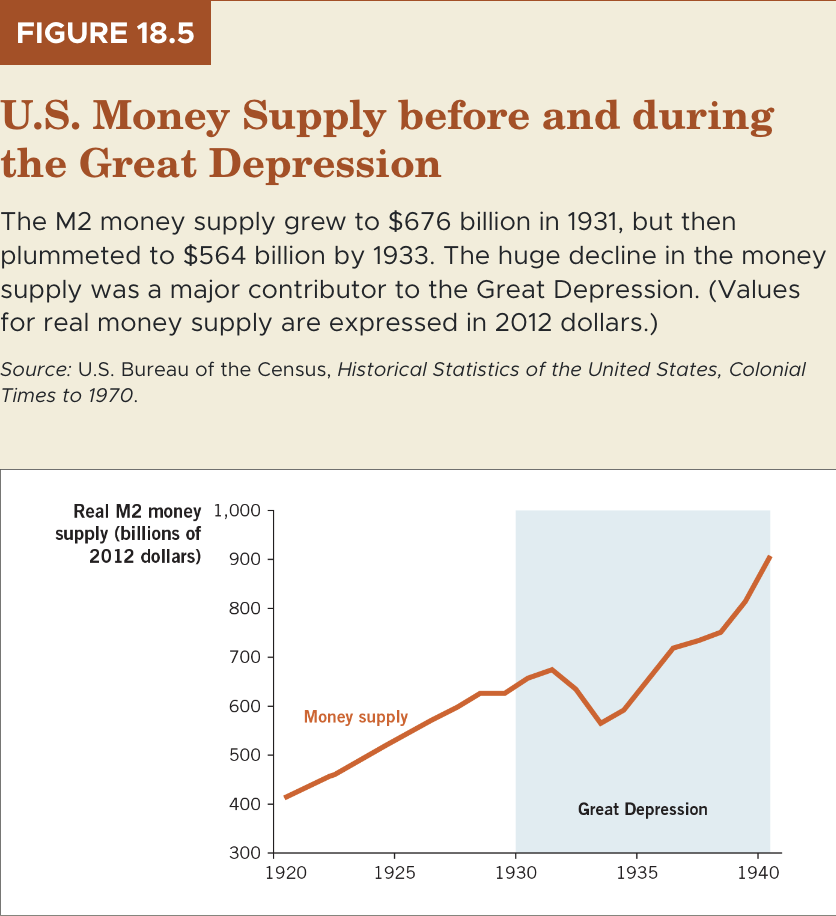 FIGURE 18.5
U.S. Money Supply before and during
the Great Depression
The M2 money supply grew to $676 billion in 1931, but then
plummeted to $564 billion by 1933. The huge decline in the money
supply was a major contributor to the Great Depression. (Values
for real money supply are expressed in 2012 dollars.)
Source: U.S. Bureau of the Census, Historical Statistics of the United States, Colonial
Times to 1970.
Real M2 money
supply (billions of
2012 dollars)
1,000
900
800
700
600
500
400
300
Money supply
Great Depression
1920 1925 1930 1935 1940